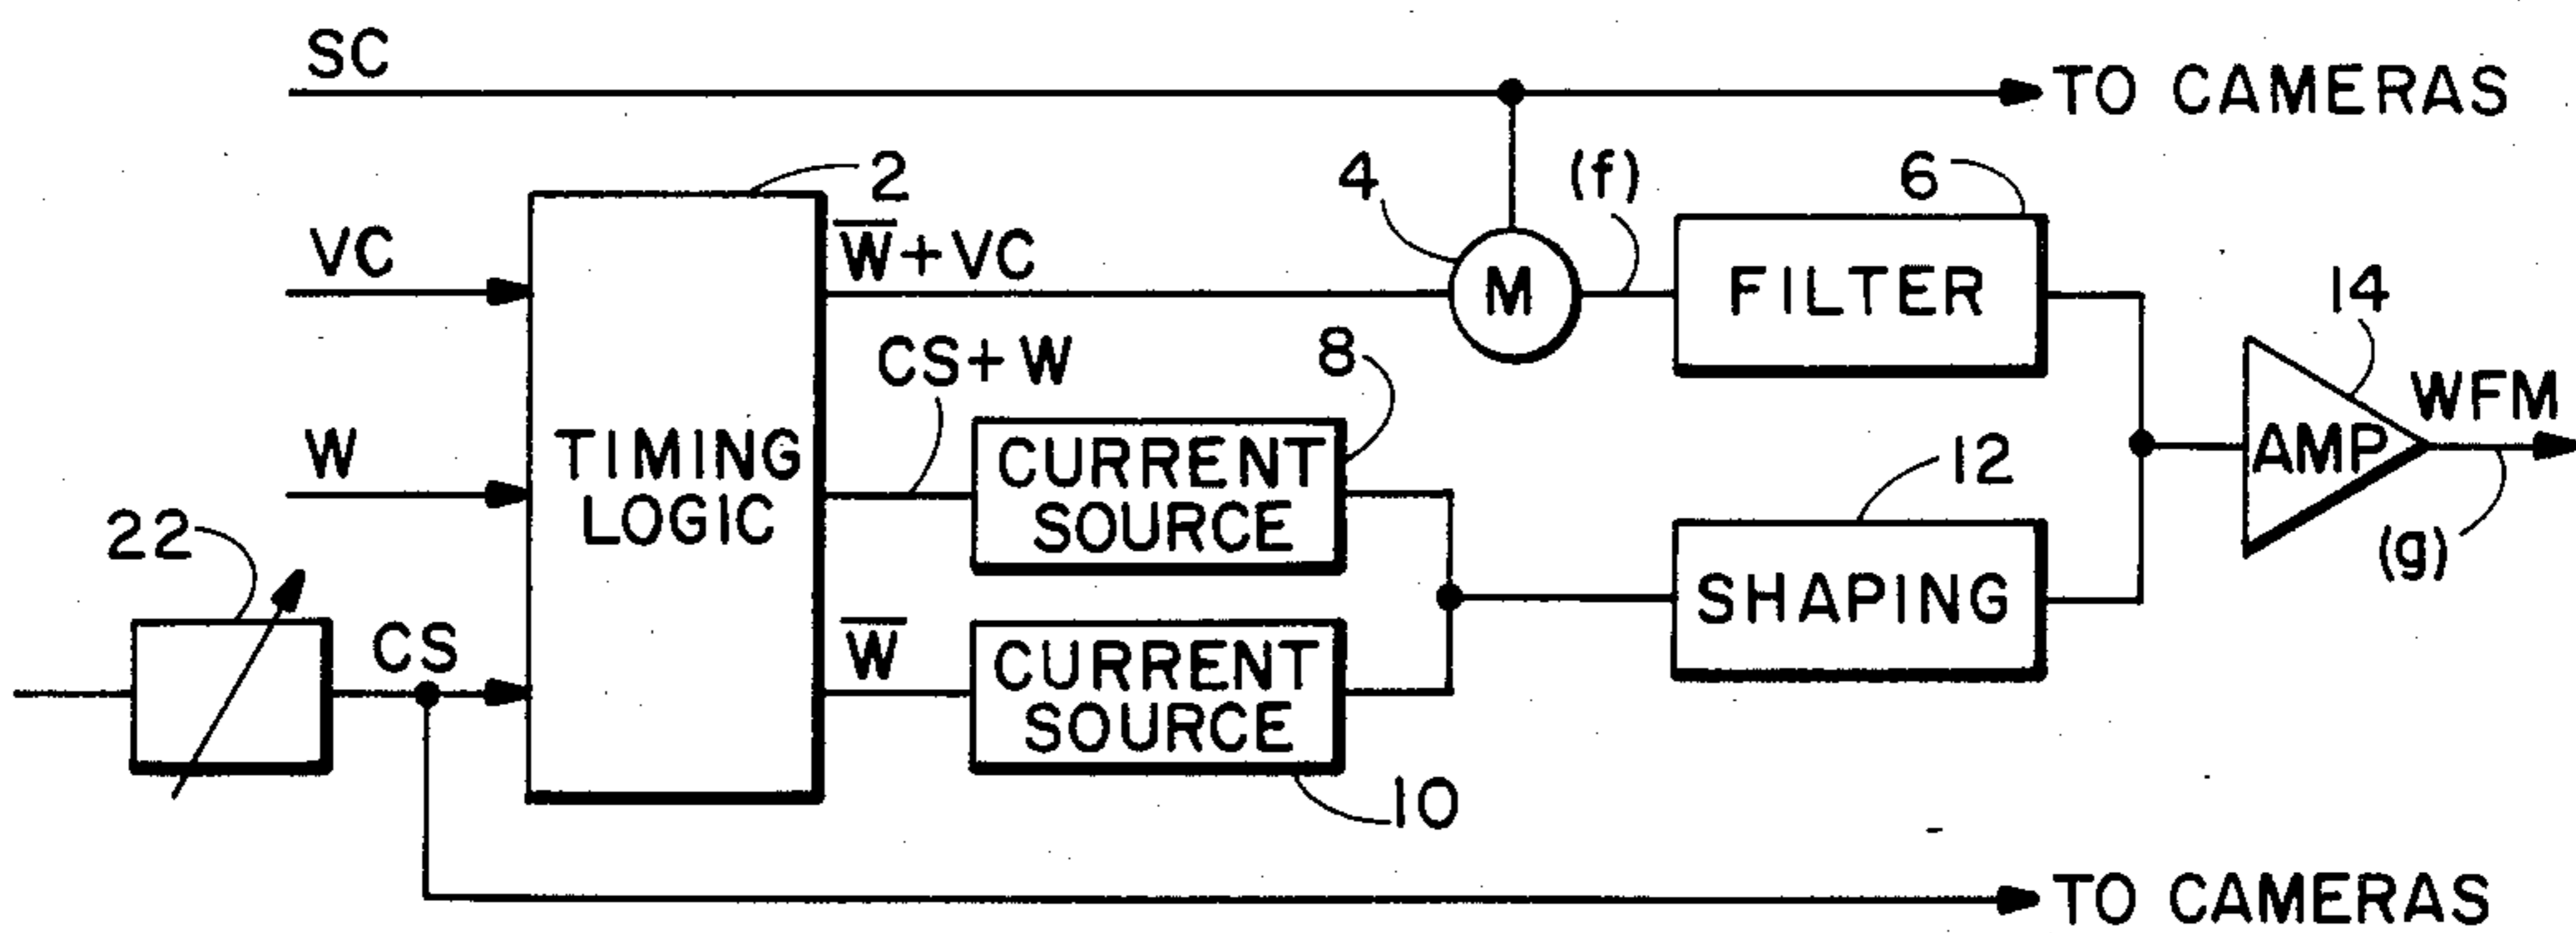 SC
TO CAMERAS
2
4
(f)
6
VC
W̅+VC
M
FILTER
14
CS+W
8
WFM
W
TIMING
LOGIC
CURRENT
SOURCE
12
AMP
22
(g)
SHAPING
CS
W̅
CURRENT
SOURCE
10
TO CAMERAS